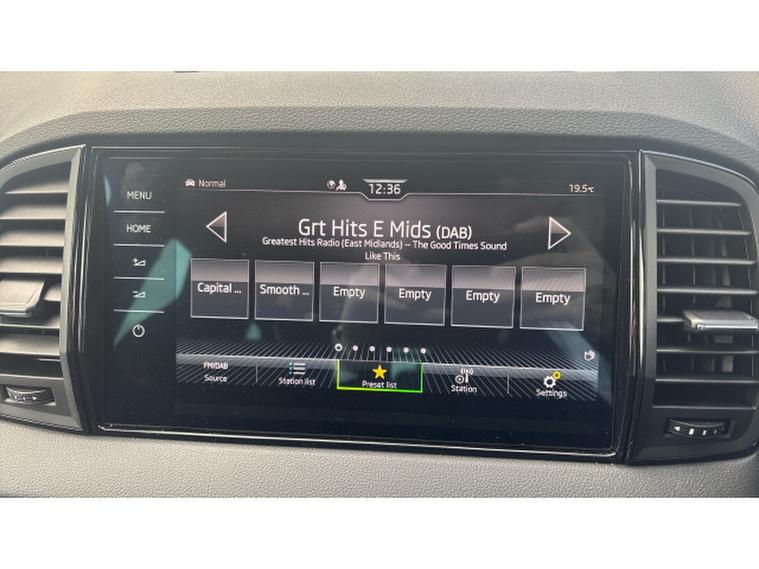 MENU
HOME
Normal
12:36
19.5°C
Grt Hits E Mids (DAB)
Greatest Hits Radio (East Midlands) -- The Good Times Sound
Like This
Capital ...
Smooth ...
Empty
Empty
Empty
Empty
FM/DAB
Source
Station list
Preset list
Station
Settings